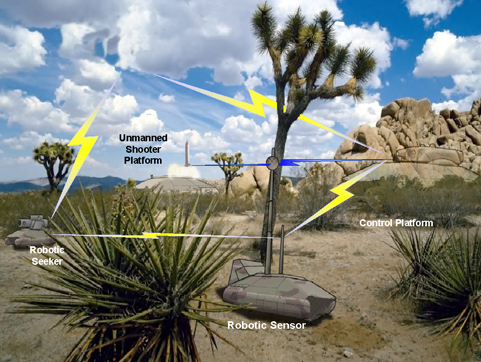 Unmanned
Shooter
Platform
Control Platform
Robotic
Seeker
Robotic Sensor